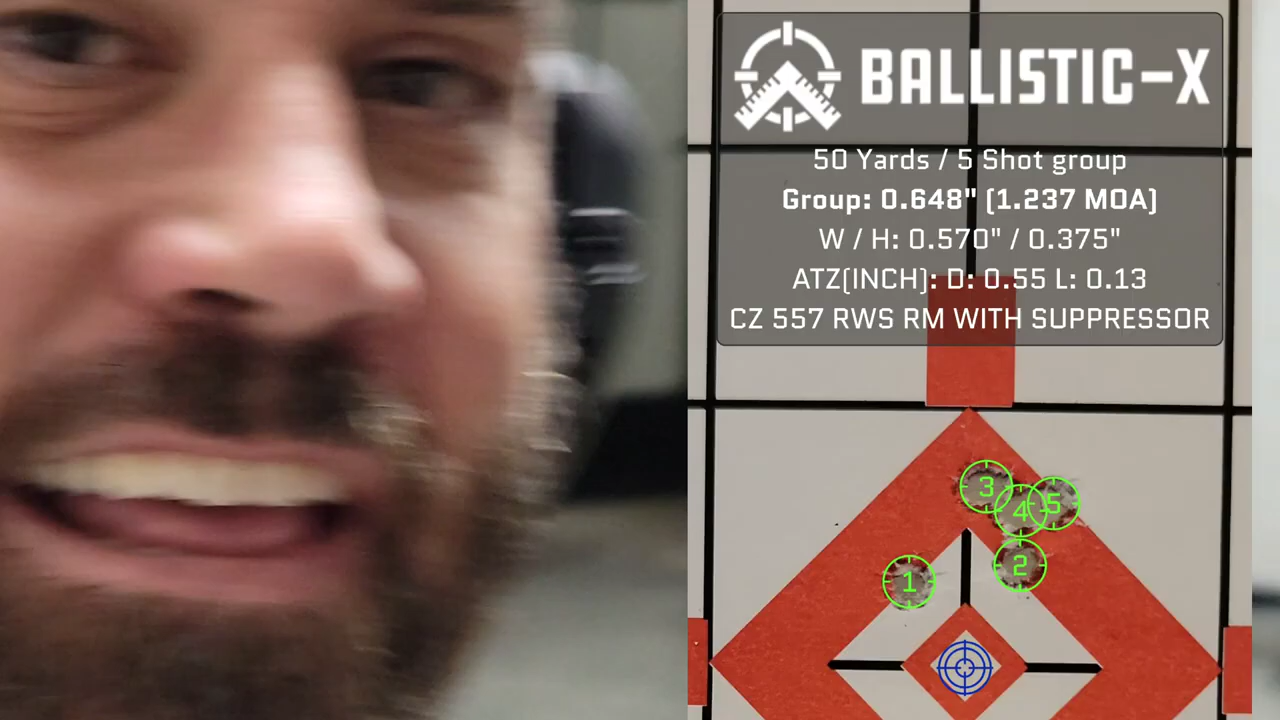 BALLISTIC-X
50 Yards / 5 Shot group
Group: 0.648" (1.237 MOA)
W / H: 0.570" / 0.375"
ATZ(INCH): D: 0.55 L: 0.13
CZ 557 RWS RM WITH SUPPRESSOR
3
4
5
2
1